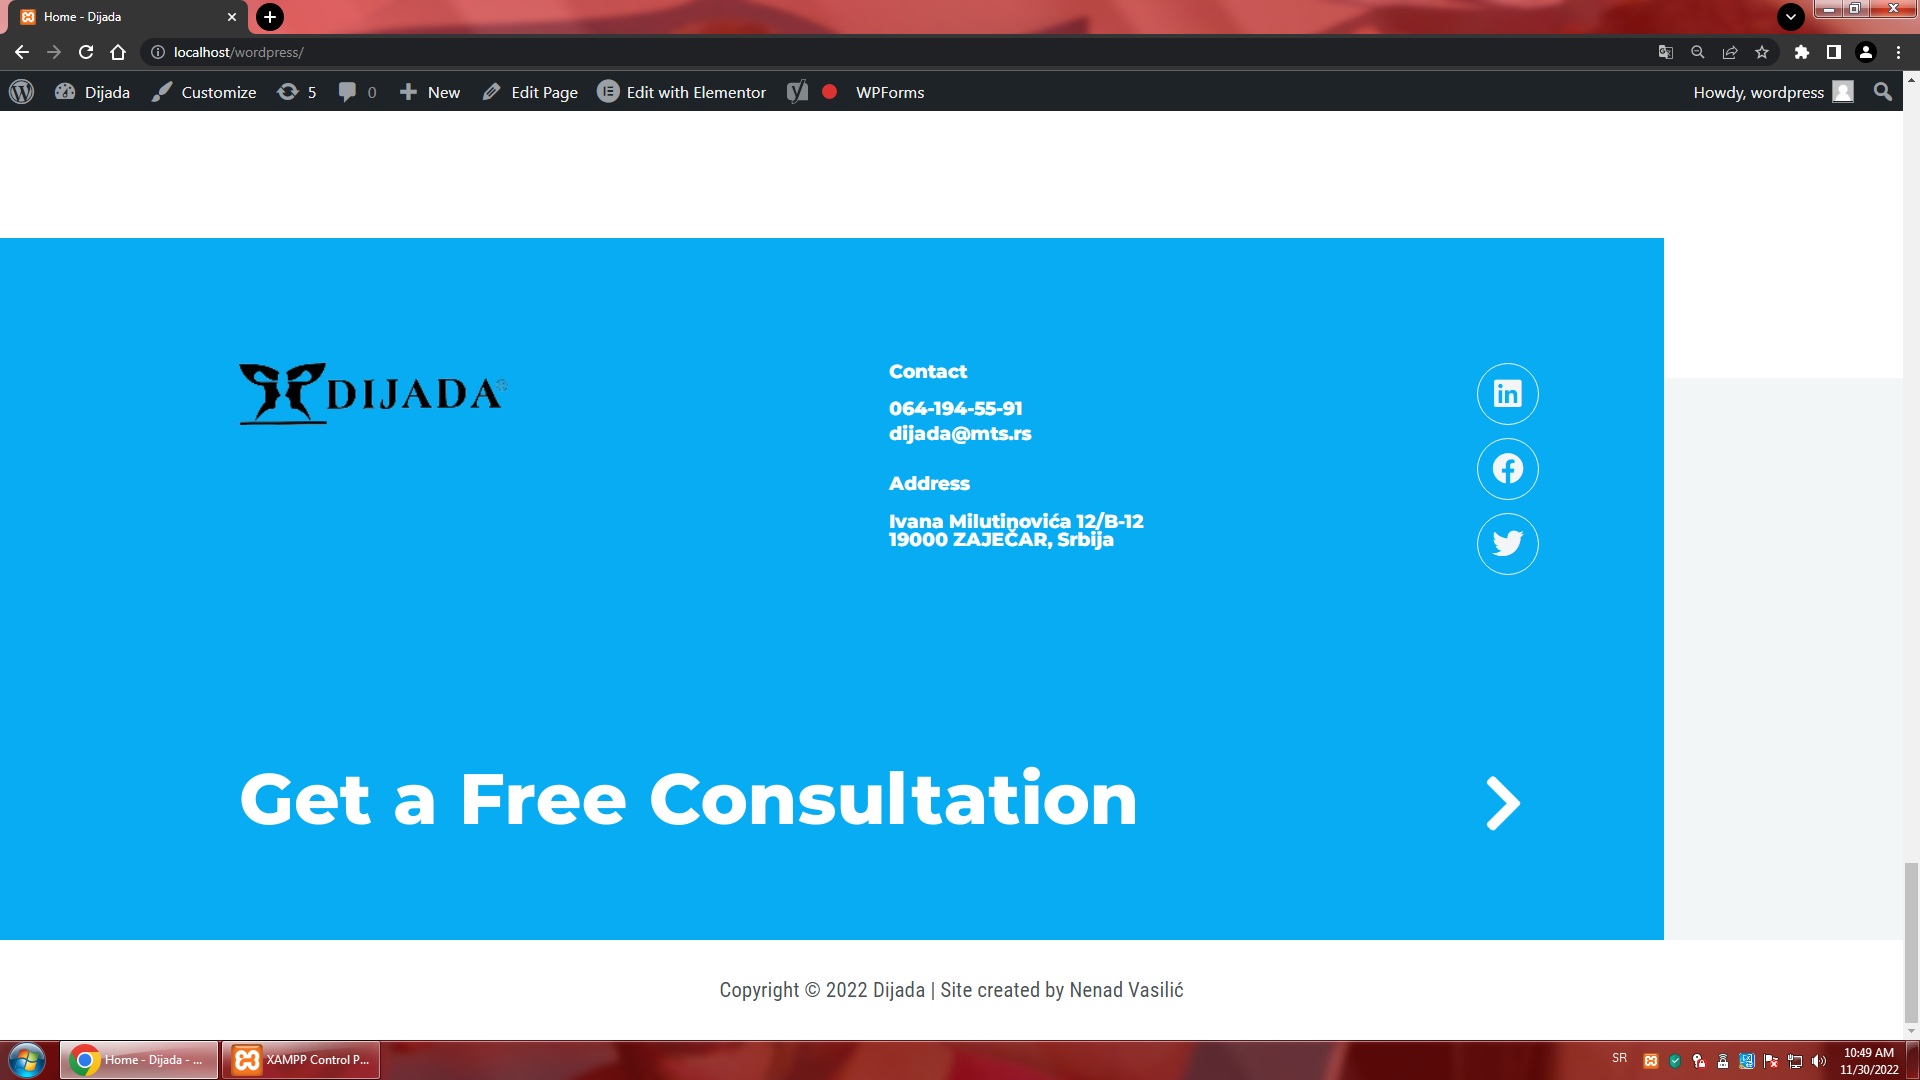 Home - Dijada
localhost/wordpress/
Dijada
Customize
5
0
New
Edit Page
Edit with Elementor
WPForms
Howdy, wordpress
DIJADA
Contact
064-194-55-91
dijada@mts.rs
Address
Ivana Milutinovića 12/B-12
19000 ZAJEČAR, Srbija
Get a Free Consultation
Copyright © 2022 Dijada | Site created by Nenad Vasilić
Home - Dijada - ...
XAMPP Control P...
SR
10:49 AM
11/30/2022